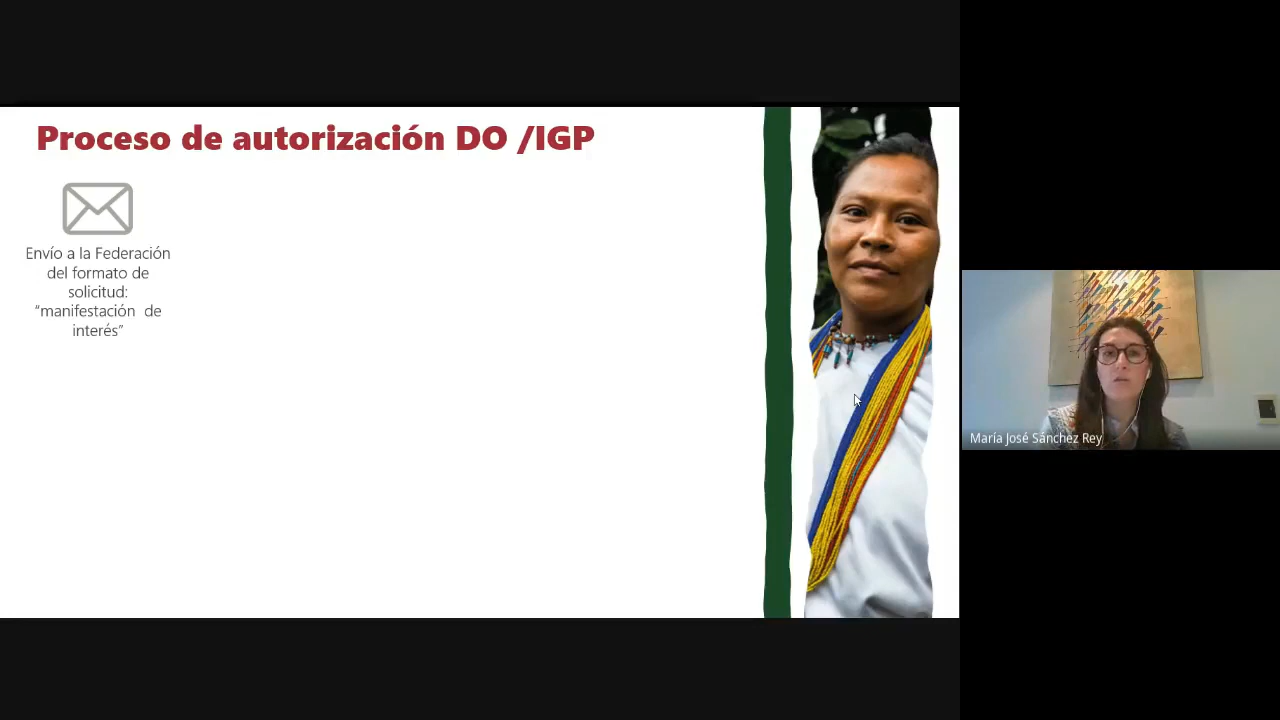 Proceso de autorización DO /IGP
Envío a la Federación
del formato de
solicitud:
“manifestación  de
interés”
María José Sánchez Rey